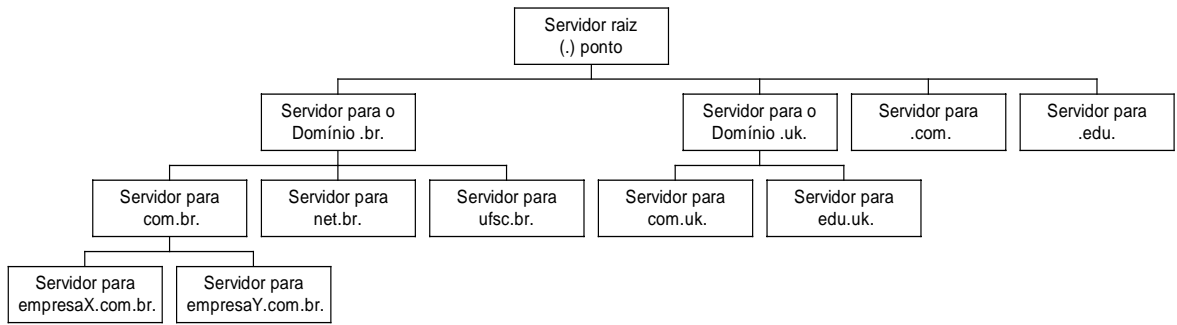 Servidor raiz
(.) ponto
Servidor para o
Domínio .br.
Servidor para o
Domínio .uk.
Servidor para
.com.
Servidor para
.edu.
Servidor para
com.br.
Servidor para
net.br.
Servidor para
ufsc.br.
Servidor para
com.uk.
Servidor para
edu.uk.
Servidor para
empresaX.com.br.
Servidor para
empresaY.com.br.